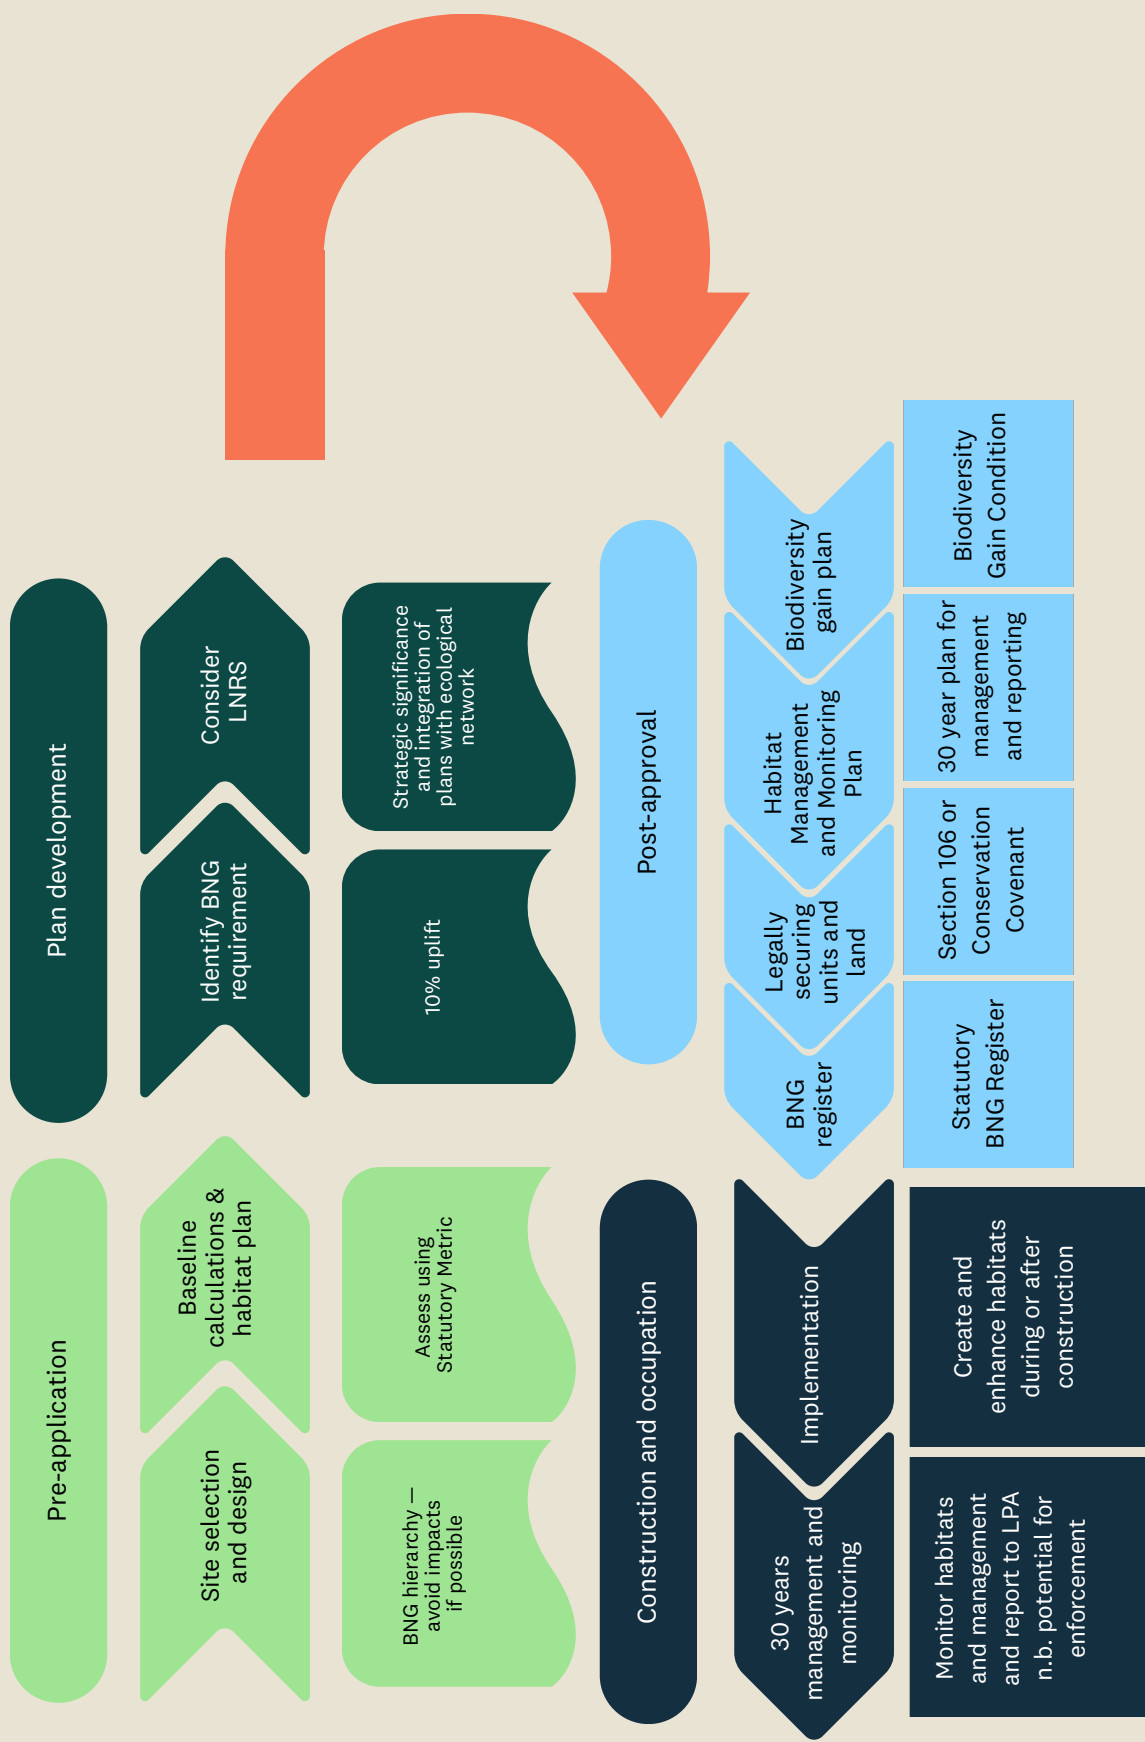 Pre-application
Site selection
and design
Baseline
calculations &
habitat plan
BNG hierarchy —
avoid impacts
if possible
Assess using
Statutory Metric
Plan development
Identify BNG
requirement
Consider
LNRS
10% uplift
Strategic significance
and integration of
plans with ecological
network
Post-approval
Biodiversity
gain plan
Habitat
Management
and Monitoring
Plan
Legally
securing
units and
land
BNG
register
Biodiversity
Gain Condition
30 year plan for
management
and reporting
Section 106 or
Conservation
Covenant
Statutory
BNG Register
Construction and occupation
Implementation
30 years
management and
monitoring
Create and
enhance habitats
during or after
construction
Monitor habitats
and management
and report to LPA
n.b. potential for
enforcement